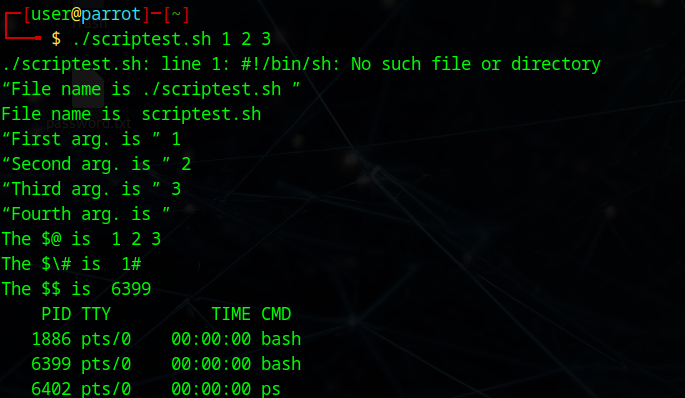 ┌─[user@parrot]─[~]
└──╼ $ ./scriptest.sh 1 2 3
./scriptest.sh: line 1: #!/bin/sh: No such file or directory
“File name is ./scriptest.sh ”
File name is  scriptest.sh
password.txt
“First arg. is ” 1
“Second arg. is ” 2
“Third arg. is ” 3
“Fourth arg. is ”
The $@ is  1 2 3
The $\# is  1#
The $$ is  6399
    PID TTY          TIME CMD
   1886 pts/0    00:00:00 bash
   6399 pts/0    00:00:00 bash
   6402 pts/0    00:00:00 ps